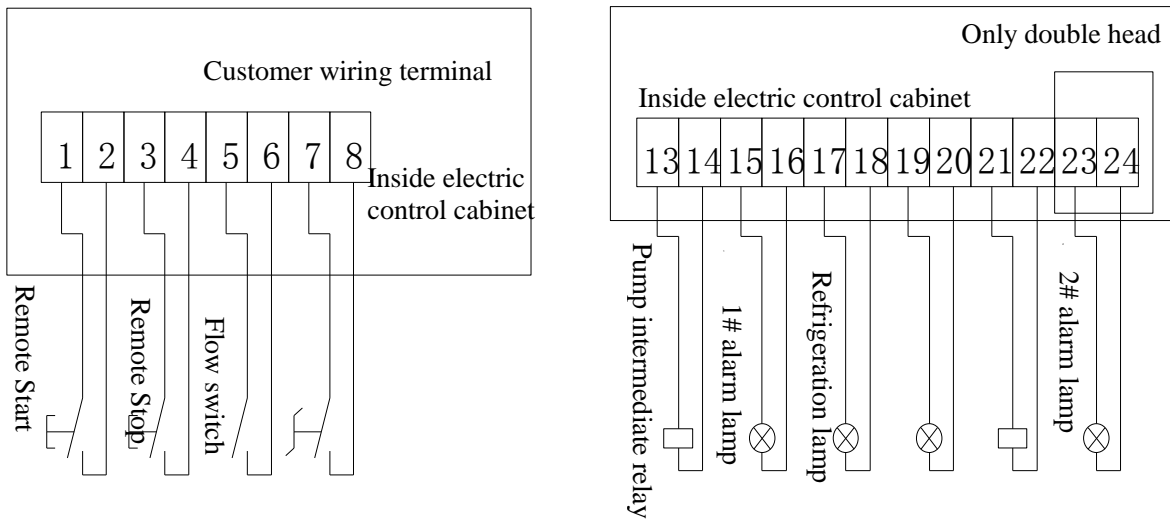 Customer wiring terminal
1 2 3 4 5 6 7 8
Inside electric
control cabinet
Remote Start
Remote Stop
Flow switch
Only double head
Inside electric control cabinet
13 14 15 16 17 18 19 20 21 22 23 24
Pump intermediate relay
1# alarm lamp
Refrigeration lamp
2# alarm lamp